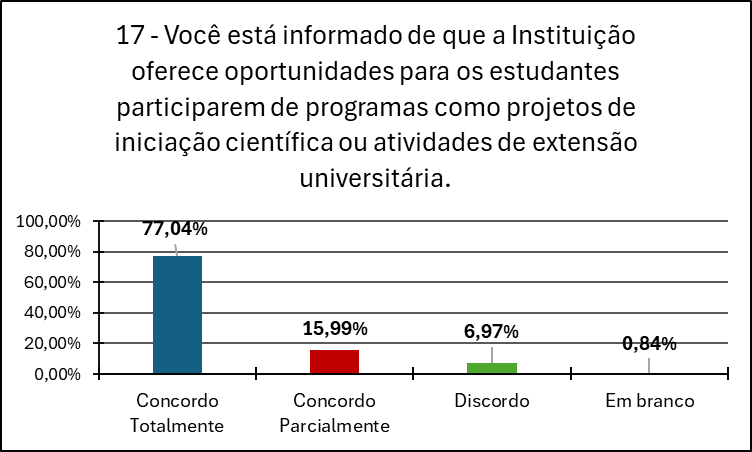 17 - Você está informado de que a Instituição
oferece oportunidades para os estudantes
participarem de programas como projetos de
iniciação científica ou atividades de extensão
universitária.
100,00%
80,00%
60,00%
40,00%
20,00%
0,00%
77,04%
15,99%
6,97%
0,84%
Concordo
Totalmente
Concordo
Parcialmente
Discordo
Em branco